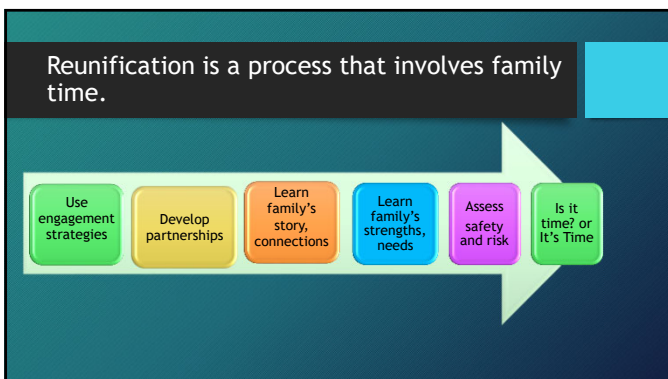 Reunification is a process that involves family
time.
Use
engagement
strategies
Develop
partnerships
Learn
family's
story,
connections
Learn
family's
strengths,
needs
Assess
safety
and risk
Is it
time? or
It's Time